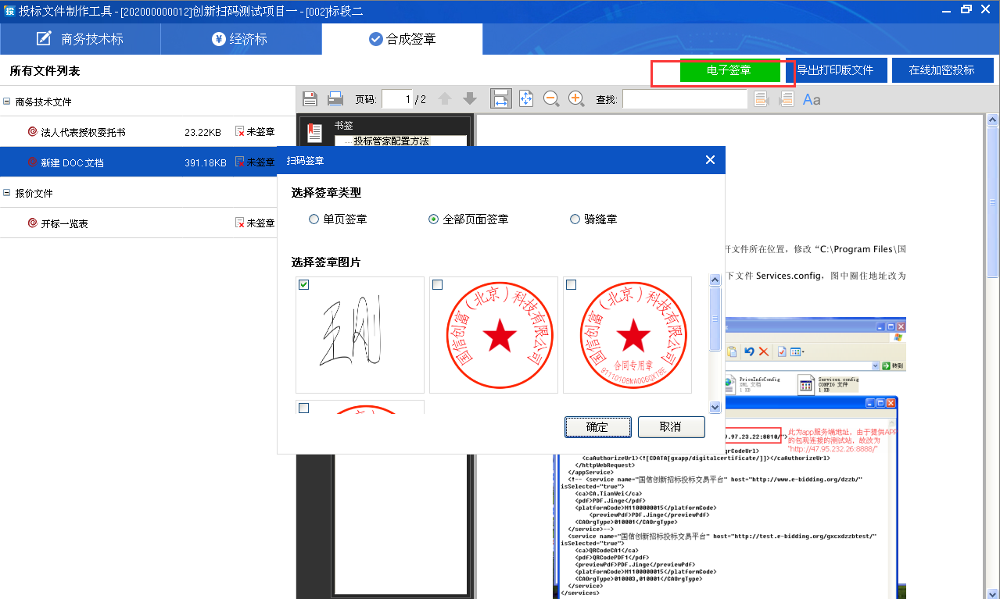 投标文件制作工具 - [202000000012]创新扫码测试项目一 - [002]标段二
商务技术标
经济标
合成签章
所有文件列表
电子签章
导出打印版文件
在线加密投标
页码:
1 / 2
查找:
Aa
商务技术文件
法人代表授权委托书 23.22KB 未签章
新建 DOC 文档 391.18KB 未签章
报价文件
开标一览表 未签章
书签
投标管家配置方法
扫码签章
选择签章类型
单页签章
全部页面签章
骑缝章
选择签章图片
王刚
国信创富（北京）科技有限公司
国信创富（北京）科技有限公司
合同专用章
确定
取消
文件所在位置，修改“C:\Program Files\国
下文件 Services.config，图中圈住地址改为
转到
PriceInfoConfig
XML 文档
1 KB
Services.config
CONFIG 文件
1 KB
.97.23.22:8810/">
此为app服务端地址，由于提供APP
的包现连接的测试站，故改为
"http://47.95.232.26:8888/"
qrCodeUrl>
<caAuthorizeUrl><![CDATA[gxapp/digitalcertificate/]]></caAuthorizeUrl>
</httpWebRequest>
</appService>
<!-- <service name="国信创新招标投标交易平台" host="http://www.e-bidding.org/dzzb/"
isSelected="true">
<ca>CA.TianWei</ca>
<pdf>PDF.Jinge</pdf>
<platformCode>M1100000015</platformCode>
<previewPdf>PDF.Jinge</previewPdf>
<CAOrgType>010001</CAOrgType>
</service>-->
<service name="国信创新招标投标交易平台" host="http://test.e-bidding.org/gxcxdzzbtest/"
isSelected="true">
<ca>QRCodeCA1</ca>
<pdf>QRCodePDF1</pdf>
<previewPdf>PDF.Jinge</previewPdf>
<platformCode>M1100000015</platformCode>
<CAOrgType>010003,010001</CAOrgType>
</service>
</services>